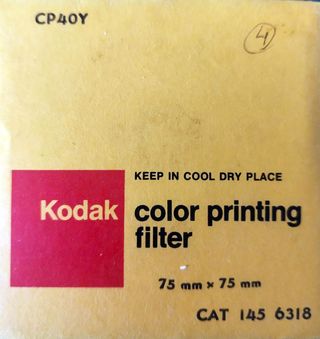 CP40Y
4
KEEP IN COOL DRY PLACE
Kodak
color printing
filter
75 mm × 75 mm
CAT 145 6318